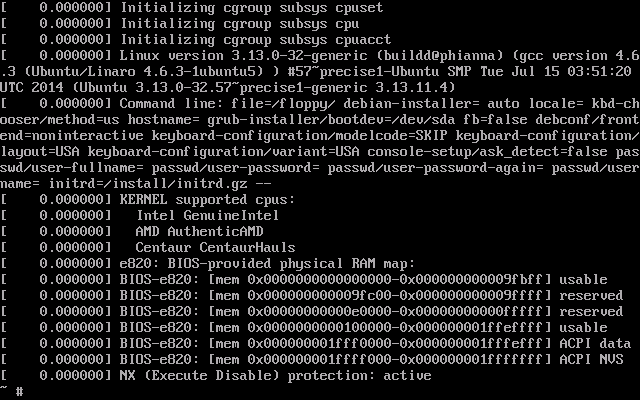 [    0.000000] Initializing cgroup subsys cpuset
[    0.000000] Initializing cgroup subsys cpu
[    0.000000] Initializing cgroup subsys cpuacct
[    0.000000] Linux version 3.13.0-32-generic (buildd@phianna) (gcc version 4.6
.3 (Ubuntu/Linaro 4.6.3-1ubuntu5) ) #57~precise1-Ubuntu SMP Tue Jul 15 03:51:20
UTC 2014 (Ubuntu 3.13.0-32.57~precise1-generic 3.13.11.4)
[    0.000000] Command line: file=/floppy/ debian-installer= auto locale= kbd-ch
ooser/method=us hostname= grub-installer/bootdev=/dev/sda fb=false debconf/front
end=noninteractive keyboard-configuration/modelcode=SKIP keyboard-configuration/
layout=USA keyboard-configuration/variant=USA console-setup/ask_detect=false pas
swd/user-fullname= passwd/user-password= passwd/user-password-again= passwd/user
name= initrd=/install/initrd.gz --
[    0.000000] KERNEL supported cpus:
[    0.000000]   Intel GenuineIntel
[    0.000000]   AMD AuthenticAMD
[    0.000000]   Centaur CentaurHauls
[    0.000000] e820: BIOS-provided physical RAM map:
[    0.000000] BIOS-e820: [mem 0x0000000000000000-0x000000000009fbff] usable
[    0.000000] BIOS-e820: [mem 0x000000000009fc00-0x000000000009ffff] reserved
[    0.000000] BIOS-e820: [mem 0x00000000000e0000-0x00000000000fffff] reserved
[    0.000000] BIOS-e820: [mem 0x0000000000100000-0x000000001ffeffff] usable
[    0.000000] BIOS-e820: [mem 0x000000001fff0000-0x000000001fffefff] ACPI data
[    0.000000] BIOS-e820: [mem 0x000000001ffff000-0x000000001fffffff] ACPI NVS
[    0.000000] NX (Execute Disable) protection: active
~ #